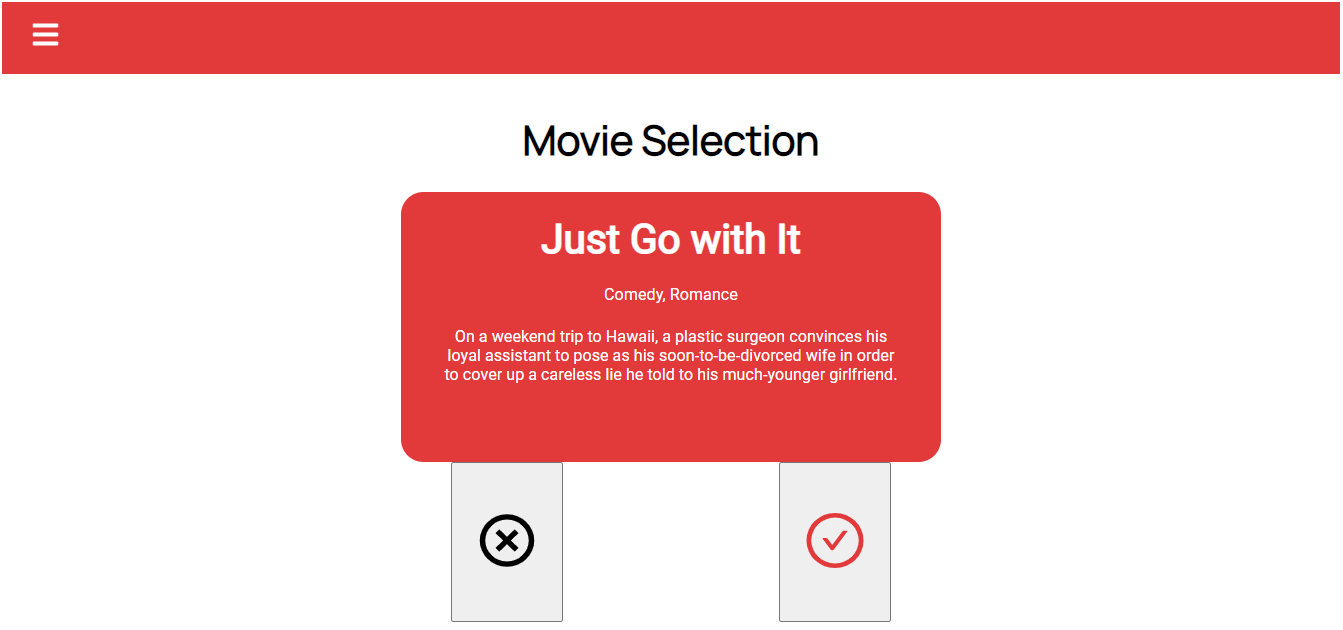 Movie Selection
Just Go with It
Comedy, Romance
On a weekend trip to Hawaii, a plastic surgeon convinces his
loyal assistant to pose as his soon-to-be-divorced wife in order
to cover up a careless lie he told to his much-younger girlfriend.